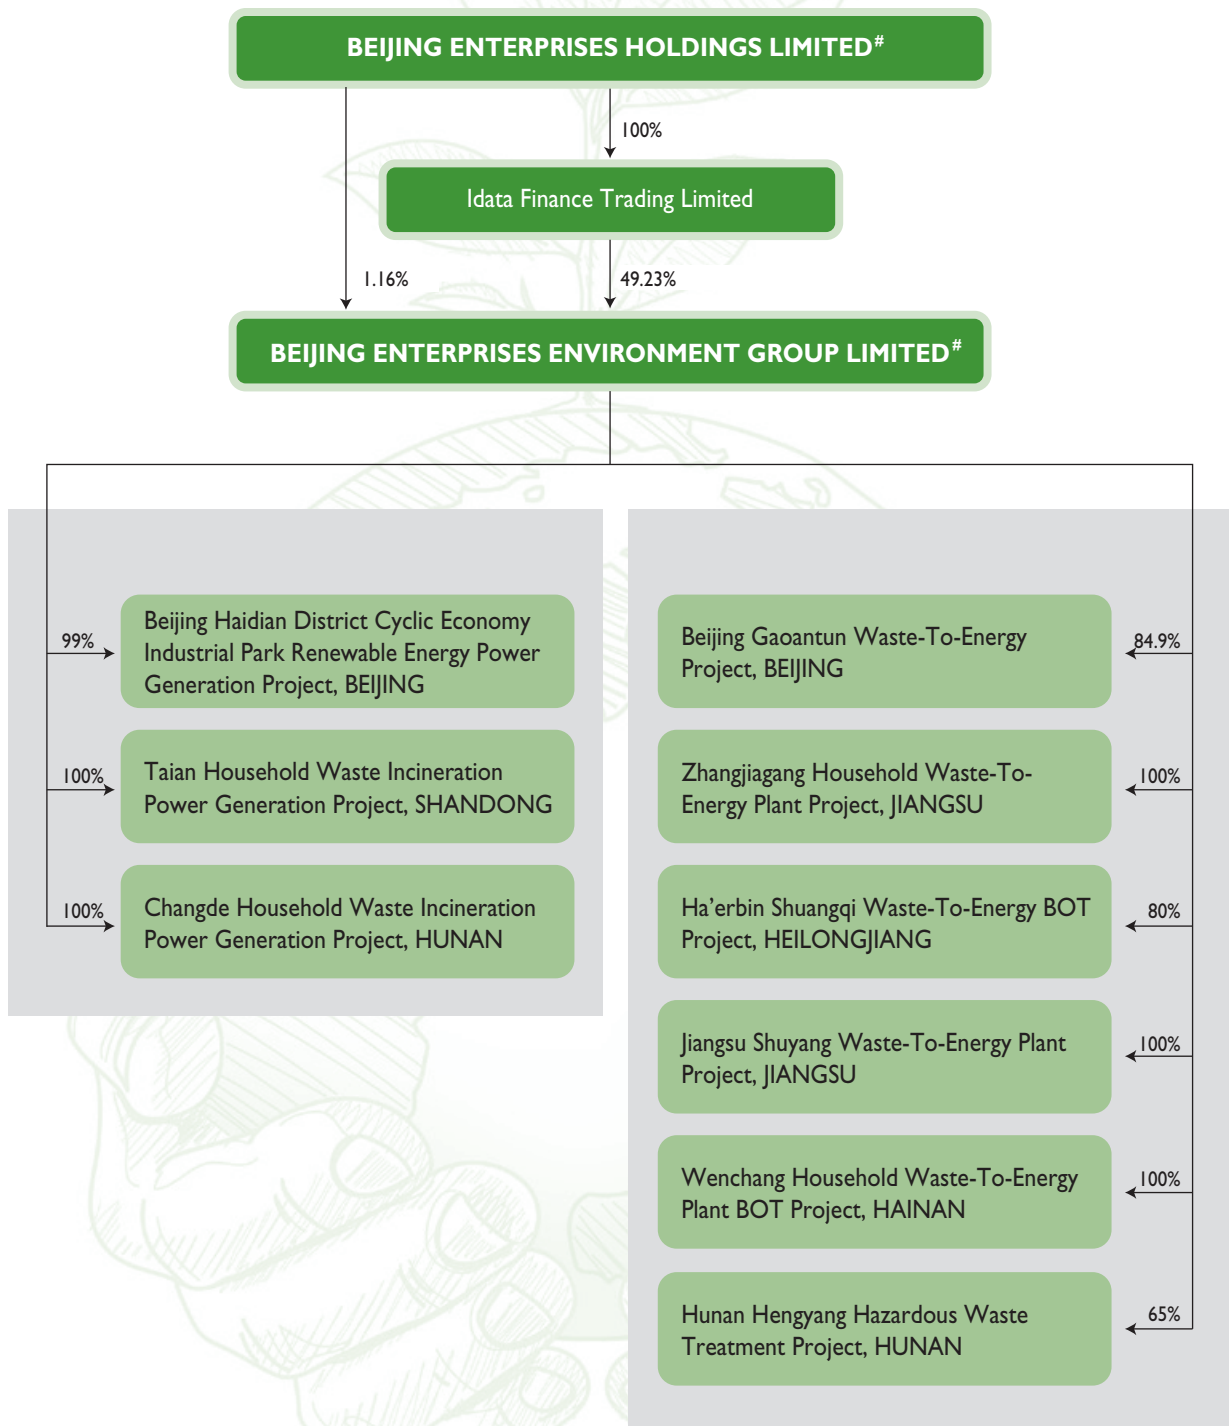 BEIJING ENTERPRISES HOLDINGS LIMITED#
100%
Idata Finance Trading Limited
1.16%
49.23%
BEIJING ENTERPRISES ENVIRONMENT GROUP LIMITED#
99%
Beijing Haidian District Cyclic Economy
Industrial Park Renewable Energy Power
Generation Project, BEIJING
100%
Taian Household Waste Incineration
Power Generation Project, SHANDONG
100%
Changde Household Waste Incineration
Power Generation Project, HUNAN
Beijing Gaoantun Waste-To-Energy
Project, BEIJING
84.9%
Zhangjiagang Household Waste-To-
Energy Plant Project, JIANGSU
100%
Ha’erbin Shuangqi Waste-To-Energy BOT
Project, HEILONGJIANG
80%
Jiangsu Shuyang Waste-To-Energy Plant
Project, JIANGSU
100%
Wenchang Household Waste-To-Energy
Plant BOT Project, HAINAN
100%
Hunan Hengyang Hazardous Waste
Treatment Project, HUNAN
65%